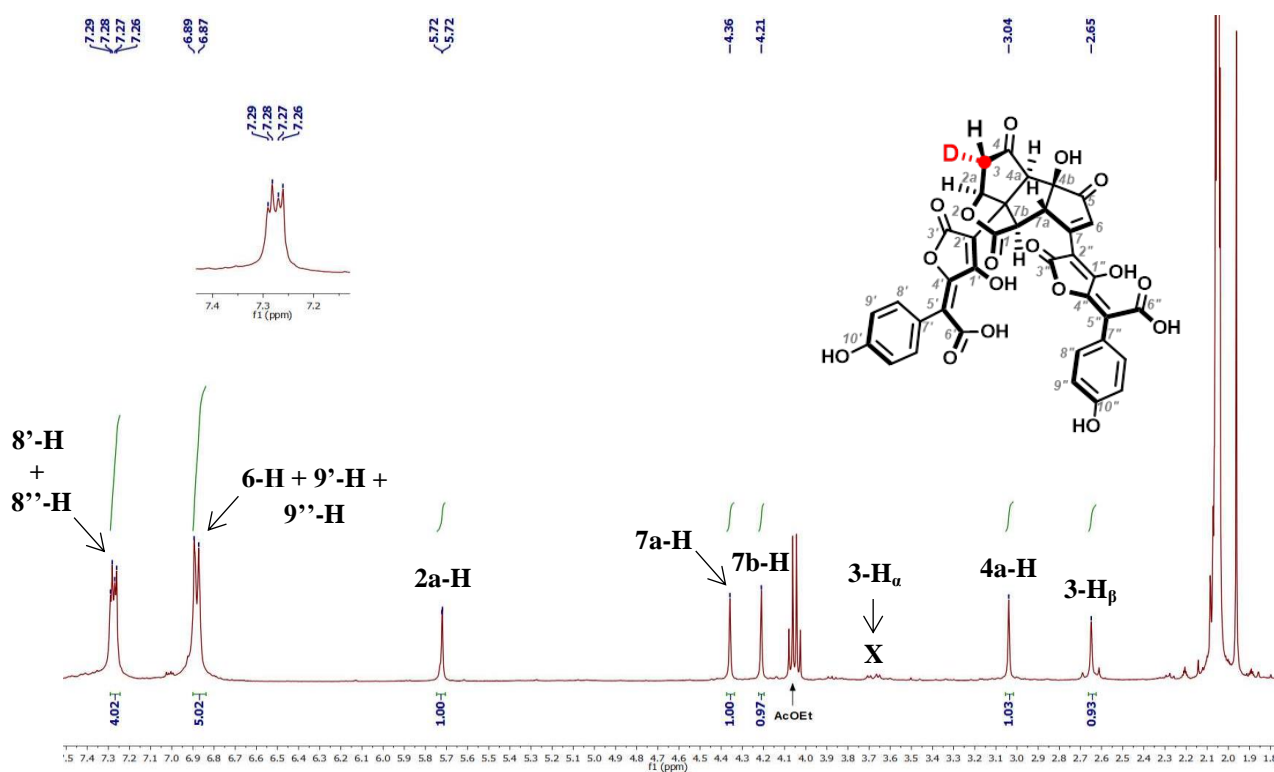 7.29
7.28
7.27
7.26
6.89
6.87
5.72
5.72
4.36
4.21
3.04
2.65
7.29
7.28
7.27
7.26
7.4 7.3 7.2
f1 (ppm)
H O
D 4 H OH
3 4a 4b O
2a H 5
H
2 7b 7a 6
O O 1 7
3' 2' H 2''
O O O
O 3'' 1'' OH
4' 1' OH O 4'' O 6''
9' 8' 5' 5'' OH
10' 7' 6' OH 7''
HO O 8''
9''
10''
HO
8’-H
+
8’’-H
6-H + 9’-H +
9’’-H
2a-H
7a-H
7b-H
3-Hα
X
4a-H
3-Hβ
AcOEt
4.02
5.02
1.00
1.00
0.97
1.03
0.93
7.5 7.4 7.3 7.2 7.1 7.0 6.9 6.8 6.7 6.6 6.5 6.4 6.3 6.2 6.1 6.0 5.9 5.8 5.7 5.6 5.5 5.4 5.3 5.2 5.1 5.0 4.9 4.8 4.7 4.6 4.5 4.4 4.3 4.2 4.1 4.0 3.9 3.8 3.7 3.6 3.5 3.4 3.3 3.2 3.1 3.0 2.9 2.8 2.7 2.6 2.5 2.4 2.3 2.2 2.1 2.0 1.9 1.8
f1 (ppm)